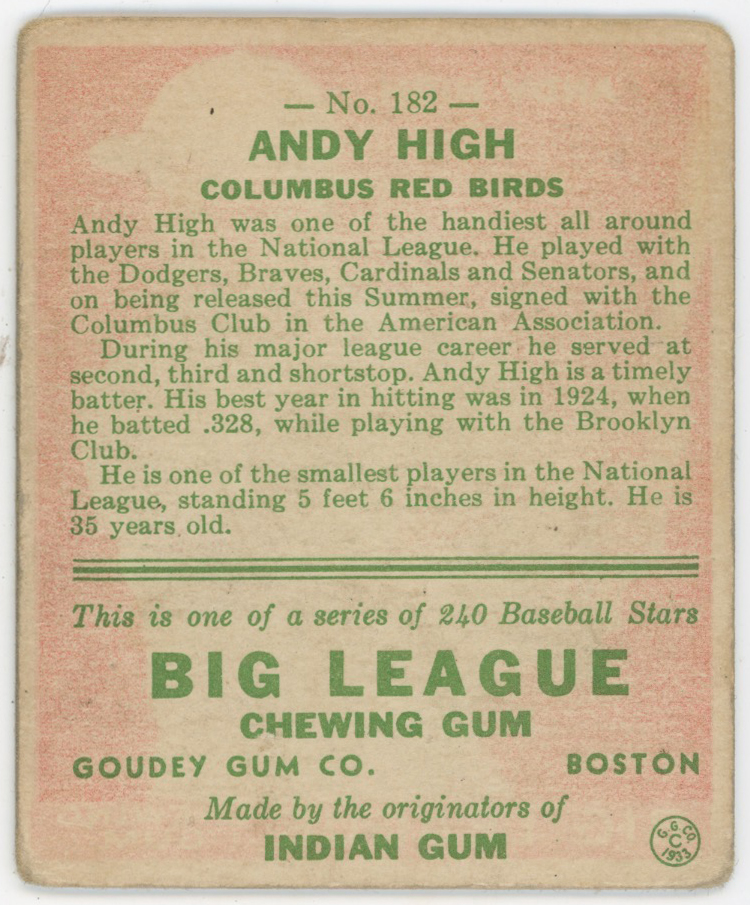 — No. 182 —
ANDY HIGH
COLUMBUS RED BIRDS
Andy High was one of the handiest all around
players in the National League. He played with
the Dodgers, Braves, Cardinals and Senators, and
on being released this Summer, signed with the
Columbus Club in the American Association.
During his major league career he served at
second, third and shortstop. Andy High is a timely
batter. His best year in hitting was in 1924, when
he batted .328, while playing with the Brooklyn
Club.
He is one of the smallest players in the National
League, standing 5 feet 6 inches in height. He is
35 years old.
This is one of a series of 240 Baseball Stars
BIG LEAGUE
CHEWING GUM
GOUDEY GUM CO. BOSTON
Made by the originators of
INDIAN GUM
G. G. CO.
C.
1933